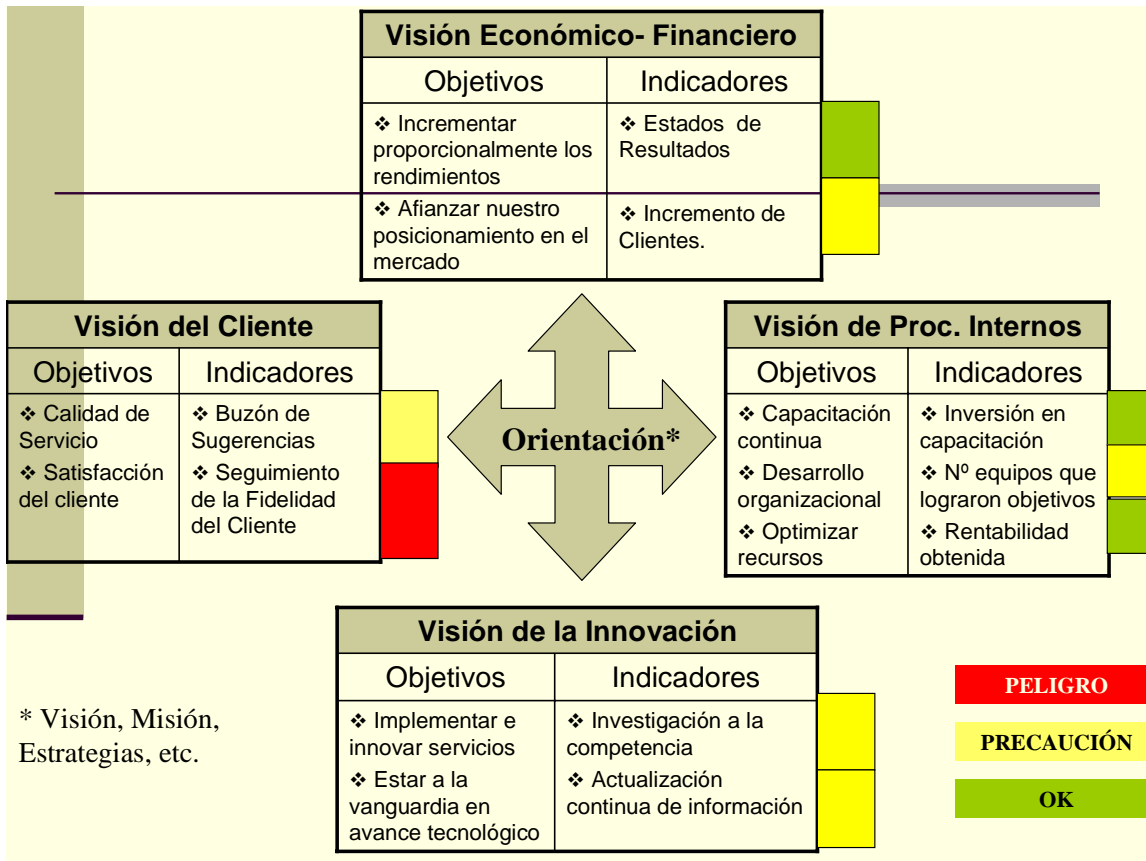 Visión Económico- Financiero
Objetivos
Indicadores
❖ Incrementar
proporcionalmente los
rendimientos
❖ Estados de
Resultados
❖ Afianzar nuestro
posicionamiento en el
mercado
❖ Incremento de
Clientes.
Visión del Cliente
Objetivos
Indicadores
❖ Calidad de
Servicio
❖ Satisfacción
del cliente
❖ Buzón de
Sugerencias
❖ Seguimiento
de la Fidelidad
del Cliente
Orientación*
Visión de Proc. Internos
Objetivos
Indicadores
❖ Capacitación
continua
❖ Desarrollo
organizacional
❖ Optimizar
recursos
❖ Inversión en
capacitación
❖ Nº equipos que
lograron objetivos
❖ Rentabilidad
obtenida
Visión de la Innovación
Objetivos
Indicadores
❖ Implementar e
innovar servicios
❖ Estar a la
vanguardia en
avance tecnológico
❖ Investigación a la
competencia
❖ Actualización
continua de información
* Visión, Misión,
Estrategias, etc.
PELIGRO
PRECAUCIÓN
OK